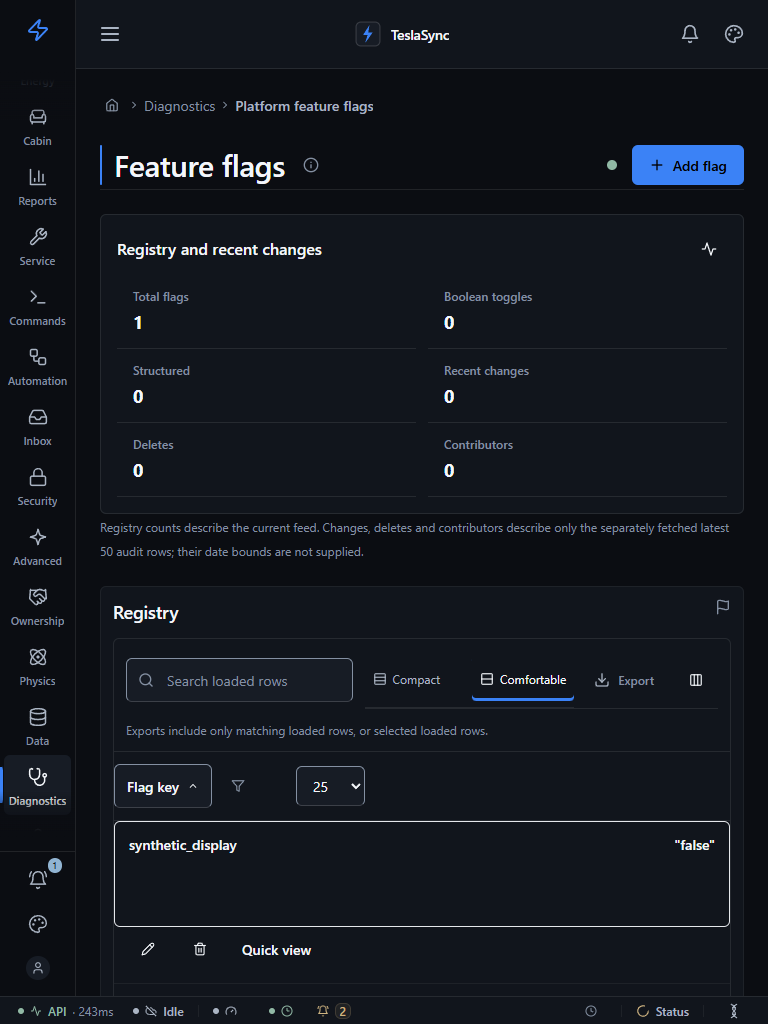 TeslaSync
Cabin
Reports
Service
Commands
Automation
Inbox
Security
Advanced
Ownership
Physics
Data
Diagnostics
1
Diagnostics
Platform feature flags
Feature flags
Add flag
Registry and recent changes
Total flags
1
Boolean toggles
0
Structured
0
Recent changes
0
Deletes
0
Contributors
0
Registry counts describe the current feed. Changes, deletes and contributors describe only the separately fetched latest
50 audit rows; their date bounds are not supplied.
Registry
Search loaded rows
Compact
Comfortable
Export
Exports include only matching loaded rows, or selected loaded rows.
Flag key
25
synthetic_display
"false"
Quick view
API · 243ms
Idle
2
Status